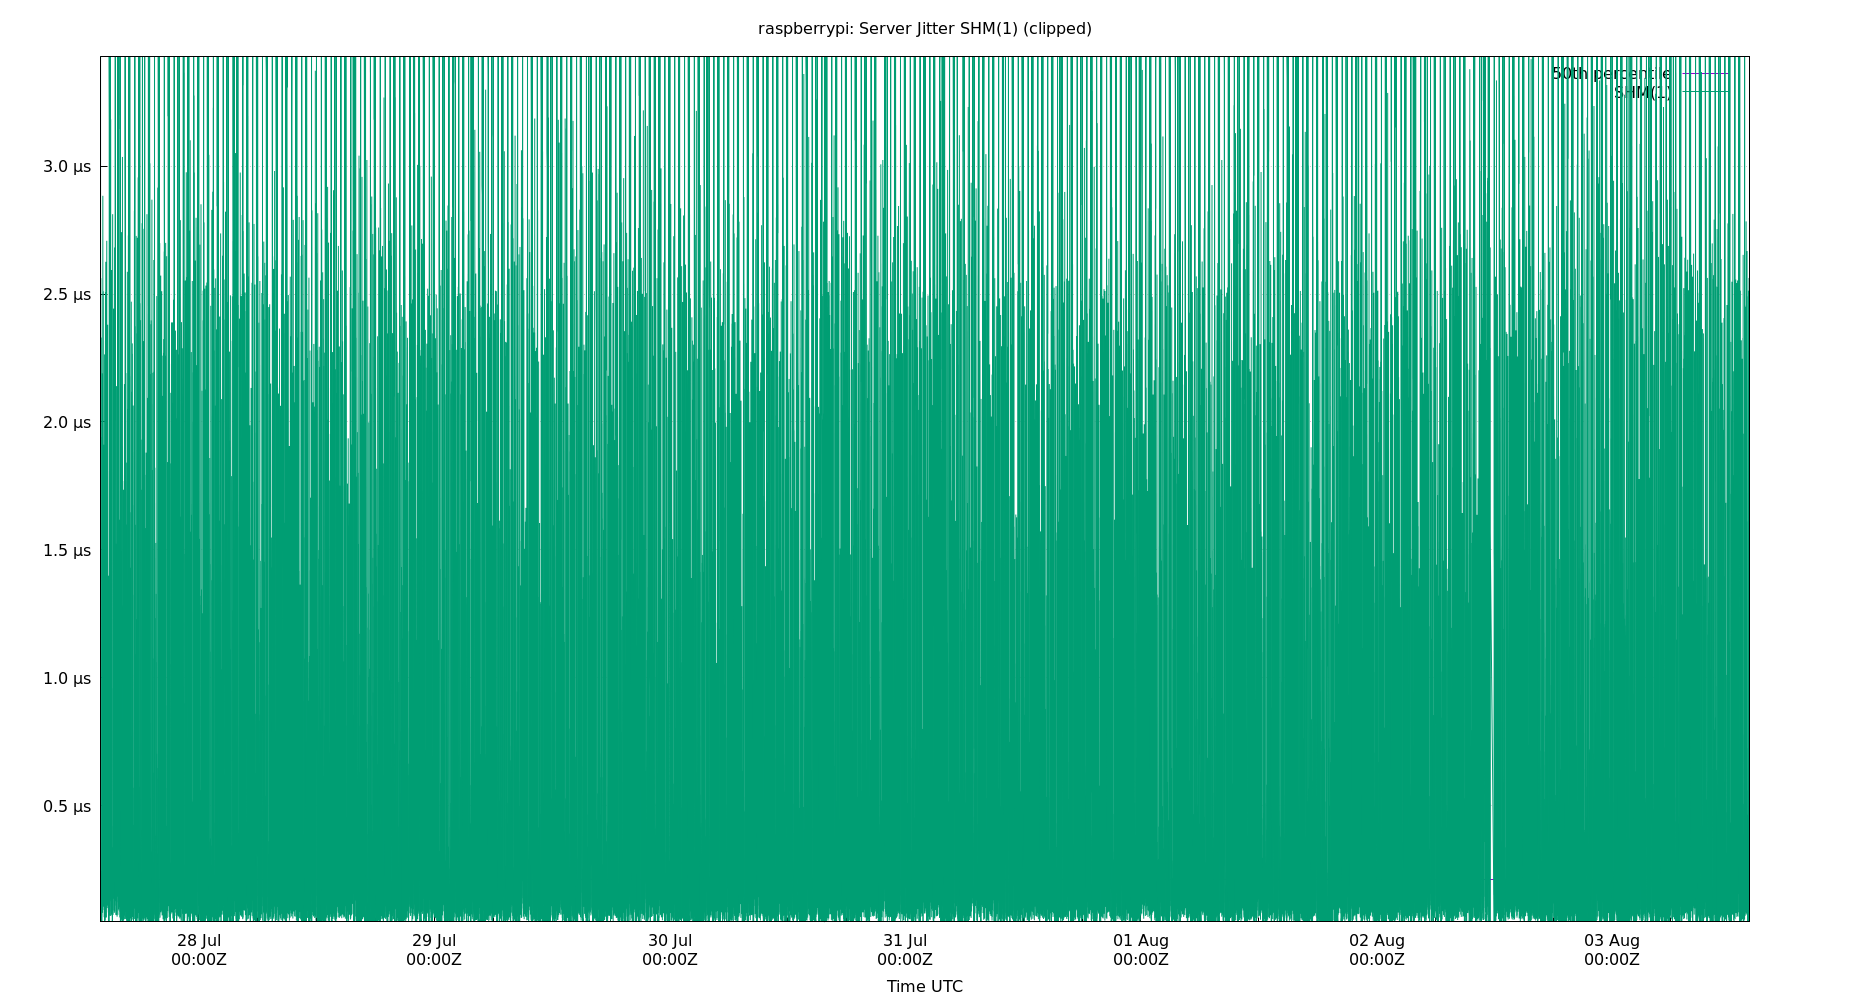 raspberrypi: Server Jitter SHM(1) (clipped)
50th percentile
SHM(1)
3.0 µs
2.5 µs
2.0 µs
1.5 µs
1.0 µs
0.5 µs
28 Jul 29 Jul 30 Jul 31 Jul 01 Aug 02 Aug 03 Aug
00:00Z 00:00Z 00:00Z 00:00Z 00:00Z 00:00Z 00:00Z
Time UTC